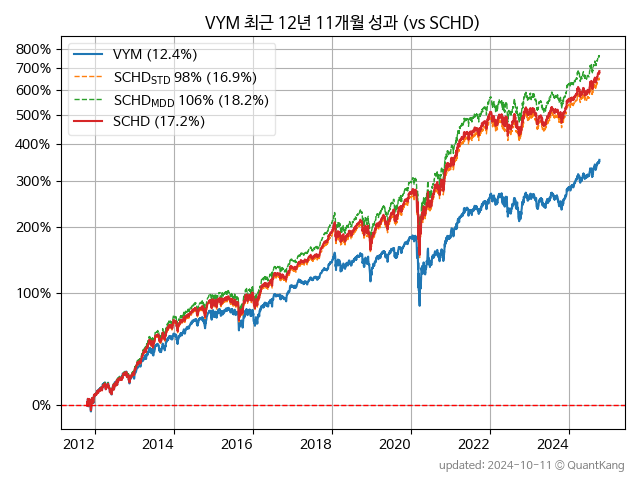 VYM 최근 12년 11개월 성과 (vs SCHD)
800%
700%
600%
500%
400%
300%
200%
100%
0%
VYM (12.4%)
SCHD_STD 98% (16.9%)
SCHD_MDD 106% (18.2%)
SCHD (17.2%)
2012 2014 2016 2018 2020 2022 2024
updated: 2024-10-11 © QuantKang